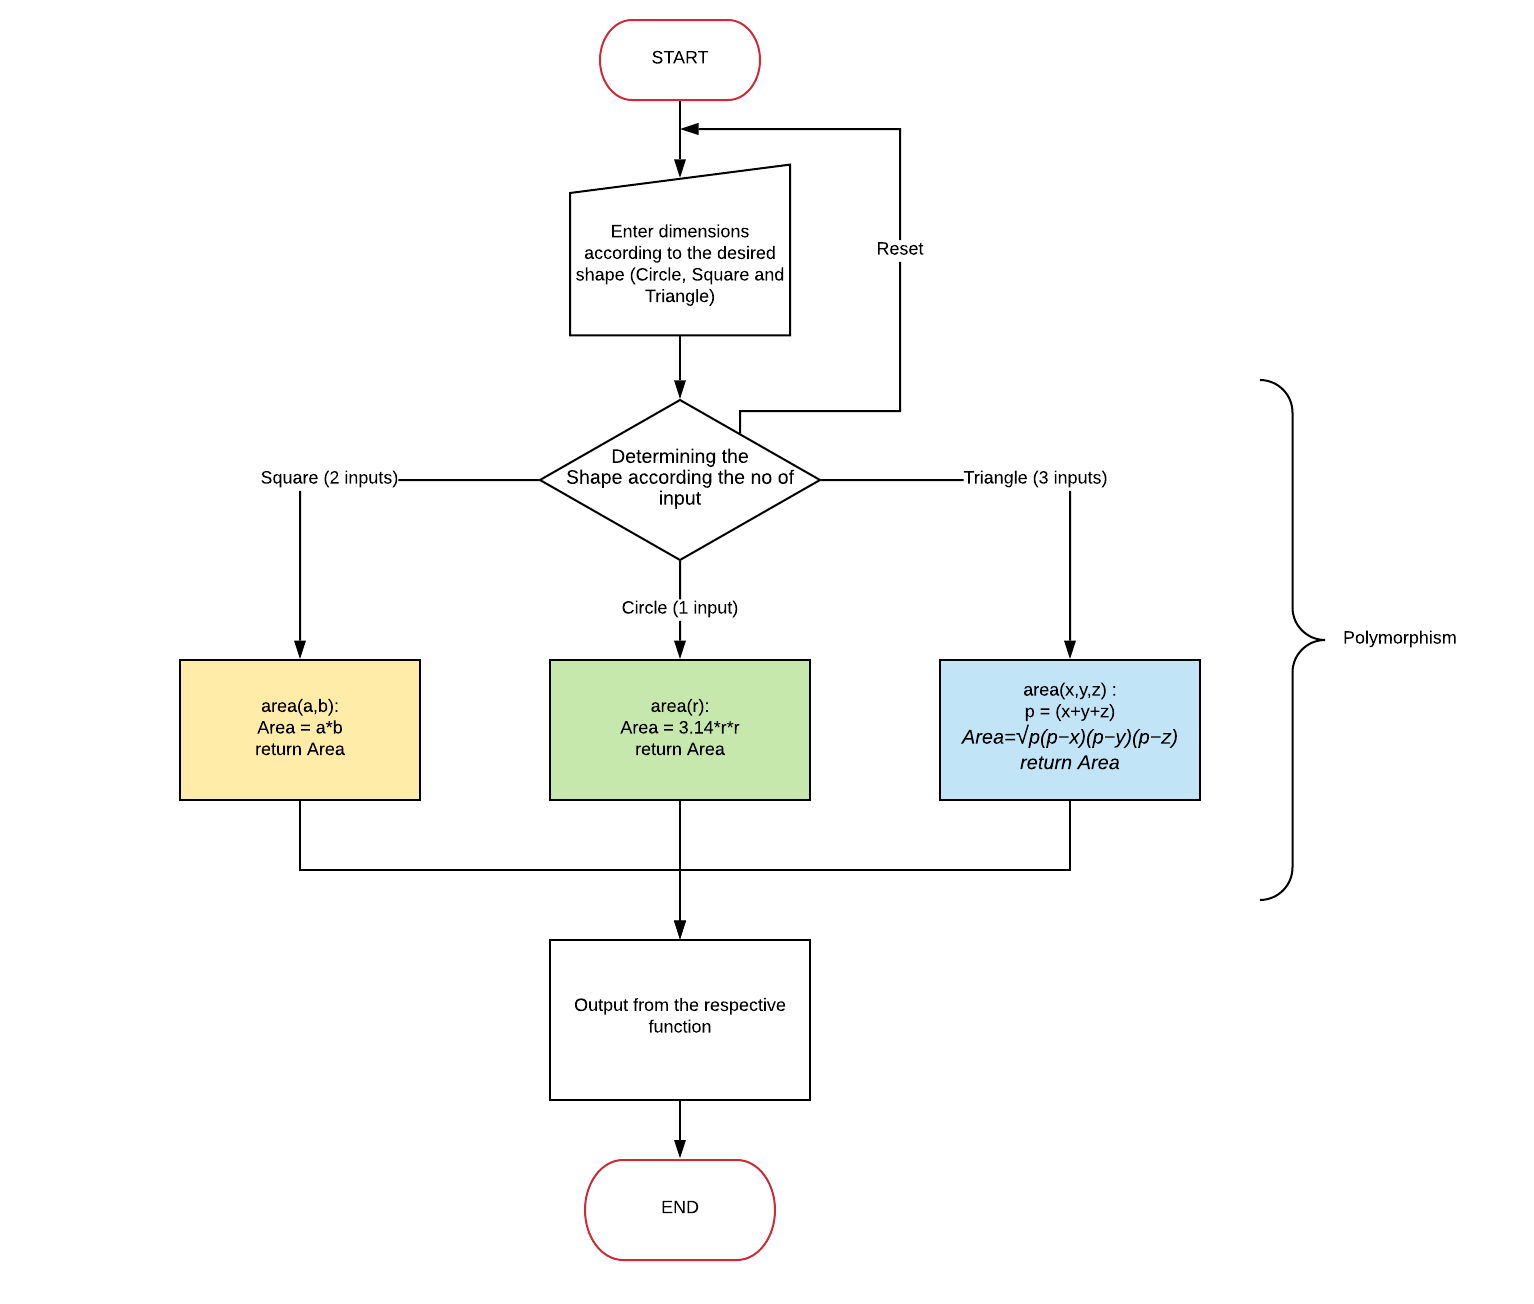 START
Enter dimensions
according to the desired
shape (Circle, Square and
Triangle)
Reset
Determining the
Shape according the no of
input
Square (2 inputs)
Triangle (3 inputs)
Circle (1 input)
Polymorphism
area(a,b):
Area = a*b
return Area
area(r):
Area = 3.14*r*r
return Area
area(x,y,z) :
p = (x+y+z)
Area=√p(p−x)(p−y)(p−z)
return Area
Output from the respective
function
END